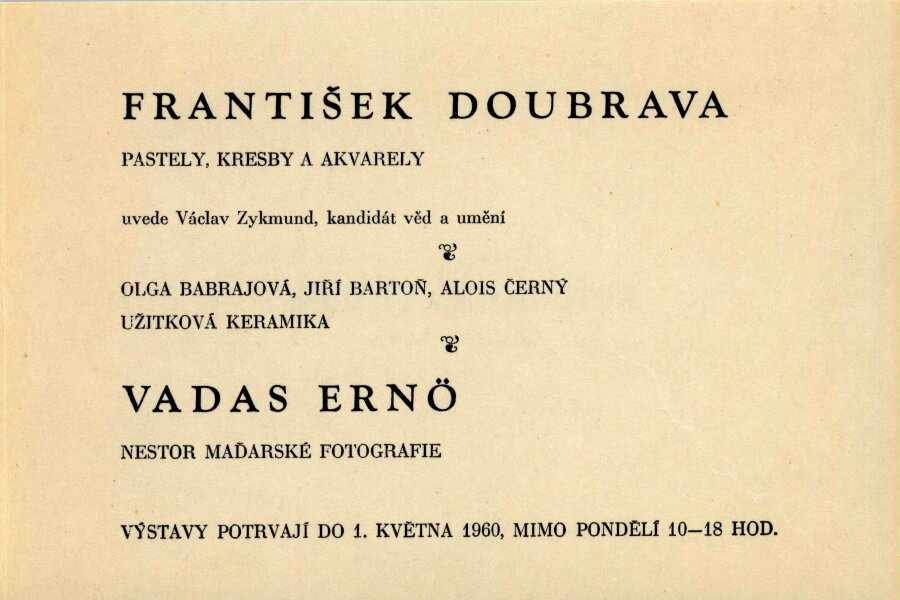 FRANTIŠEK DOUBRAVA
PASTELY, KRESBY A AKVARELY
uvede Václav Zykmund, kandidát věd a umění
OLGA BABRAJOVÁ, JIŘÍ BARTOŇ, ALOIS ČERNÝ
UŽITKOVÁ KERAMIKA
VADAS ERNÖ
NESTOR MAĎARSKÉ FOTOGRAFIE
VÝSTAVY POTRVAJÍ DO 1. KVĚTNA 1960, MIMO PONDĚLÍ 10—18 HOD.